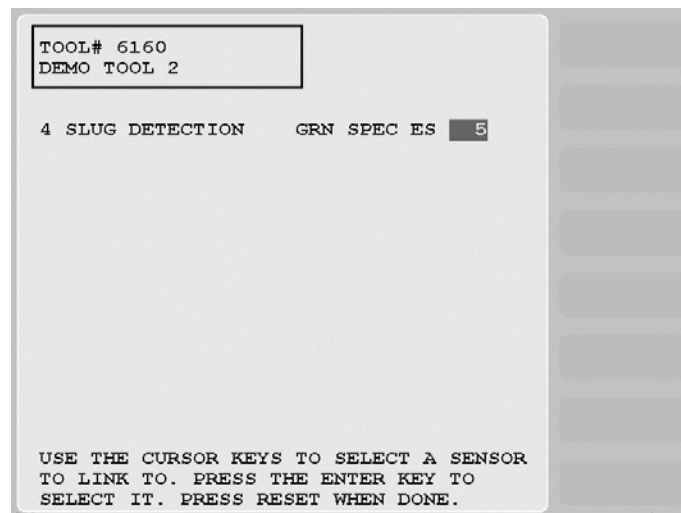 TOOL# 6160
DEMO TOOL 2
4 SLUG DETECTION GRN SPEC ES 5
USE THE CURSOR KEYS TO SELECT A SENSOR
TO LINK TO. PRESS THE ENTER KEY TO
SELECT IT. PRESS RESET WHEN DONE.